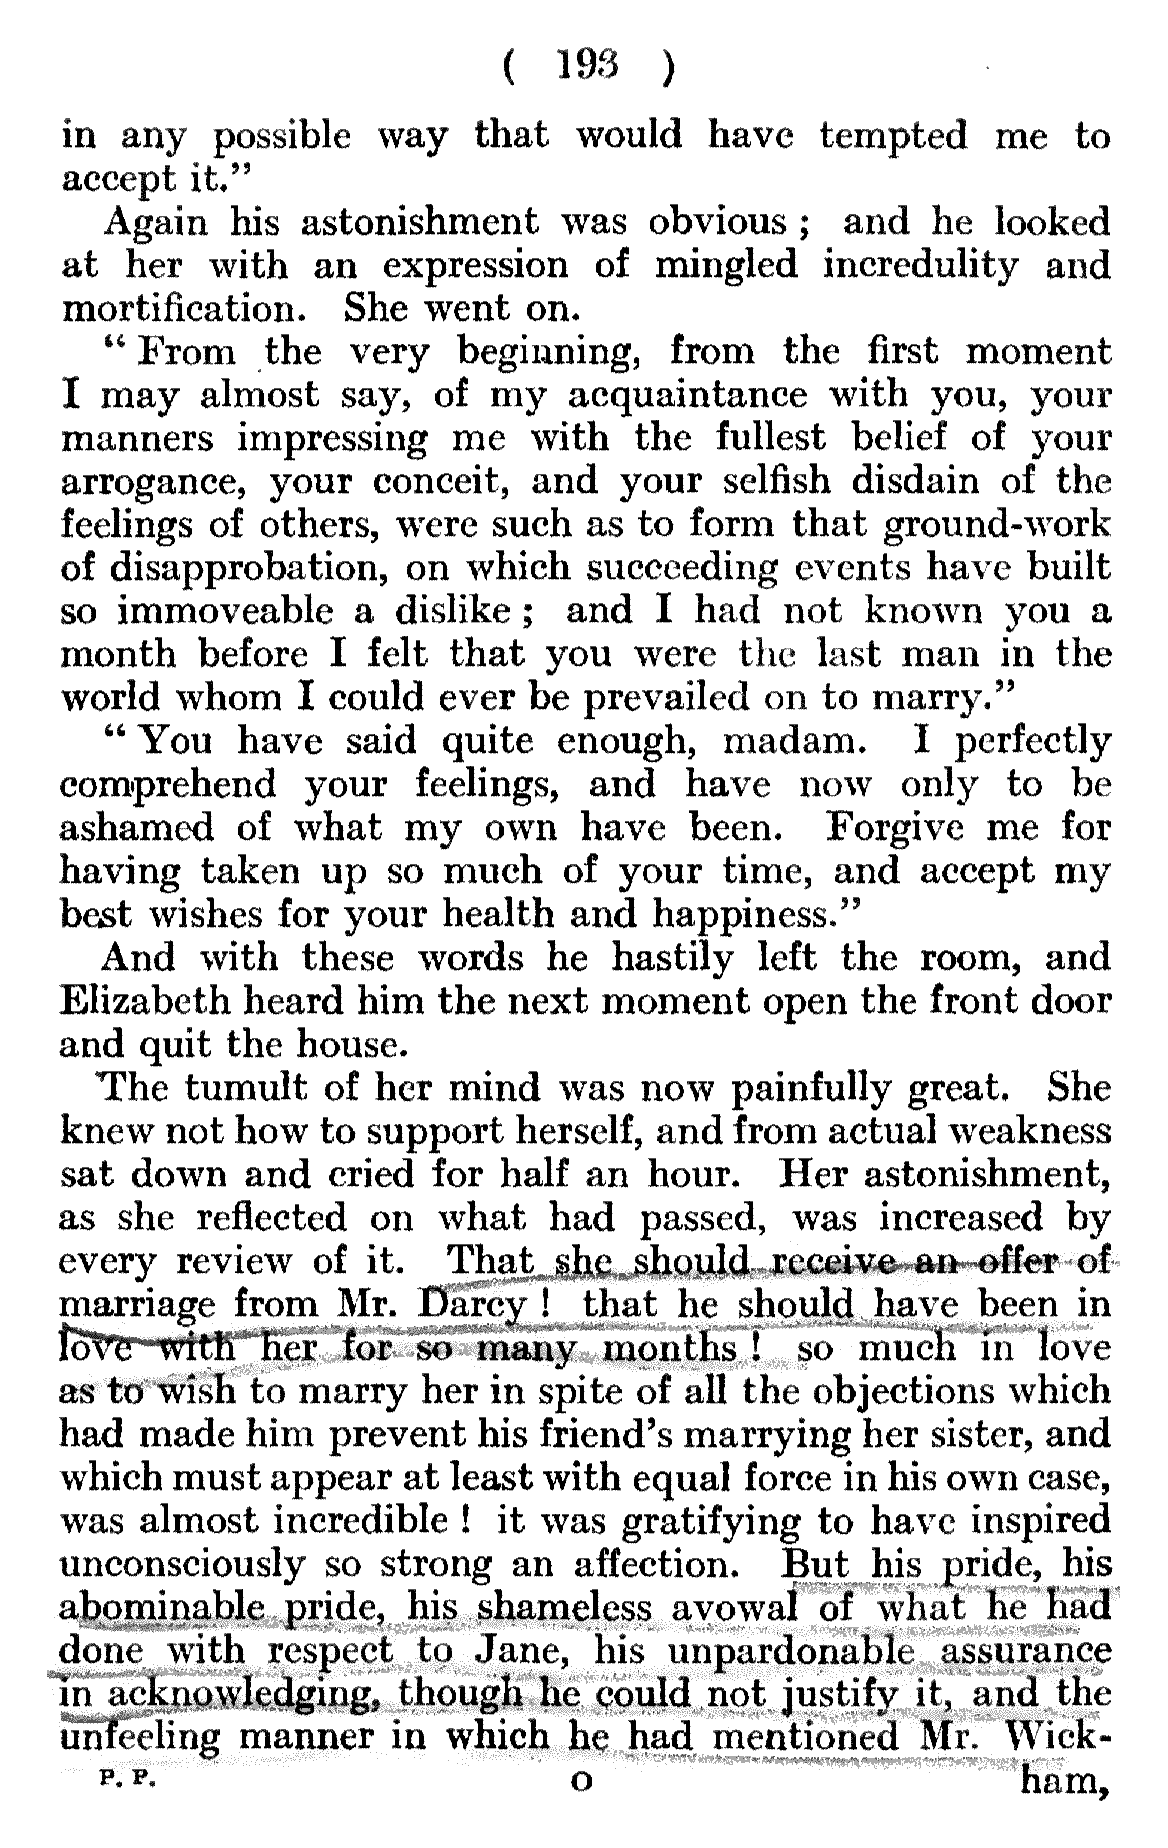 ( 193 )
in any possible way that would have tempted me to
accept it."
Again his astonishment was obvious ; and he looked
at her with an expression of mingled incredulity and
mortification. She went on.
" From the very beginning, from the first moment
I may almost say, of my acquaintance with you, your
manners impressing me with the fullest belief of your
arrogance, your conceit, and your selfish disdain of the
feelings of others, were such as to form that ground-work
of disapprobation, on which succeeding events have built
so immoveable a dislike ; and I had not known you a
month before I felt that you were the last man in the
world whom I could ever be prevailed on to marry."
" You have said quite enough, madam. I perfectly
comprehend your feelings, and have now only to be
ashamed of what my own have been. Forgive me for
having taken up so much of your time, and accept my
best wishes for your health and happiness."
And with these words he hastily left the room, and
Elizabeth heard him the next moment open the front door
and quit the house.
The tumult of her mind was now painfully great. She
knew not how to support herself, and from actual weakness
sat down and cried for half an hour. Her astonishment,
as she reflected on what had passed, was increased by
every review of it. That she should receive an offer of
marriage from Mr. Darcy ! that he should have been in
love with her for so many months ! so much in love
as to wish to marry her in spite of all the objections which
had made him prevent his friend's marrying her sister, and
which must appear at least with equal force in his own case,
was almost incredible ! it was gratifying to have inspired
unconsciously so strong an affection. But his pride, his
abominable pride, his shameless avowal of what he had
done with respect to Jane, his unpardonable assurance
in acknowledging, though he could not justify it, and the
unfeeling manner in which he had mentioned Mr. Wick-
P. P. O ham,